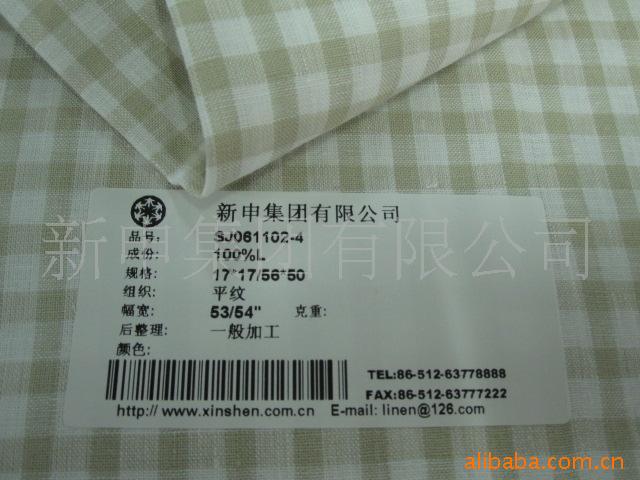 新申集团有限公司
品号: SJ061102-4
成份: 100%L
规格: 17*17/56*50
组织: 平纹
幅宽: 53/54" 克重:
后整理: 一般加工
颜色:
TEL:86-512-63778888
FAX:86-512-63777222
http:// www.xinshen.com.cn E-mail: linen@126.com
新申集团有限公司
alibaba.com.cn